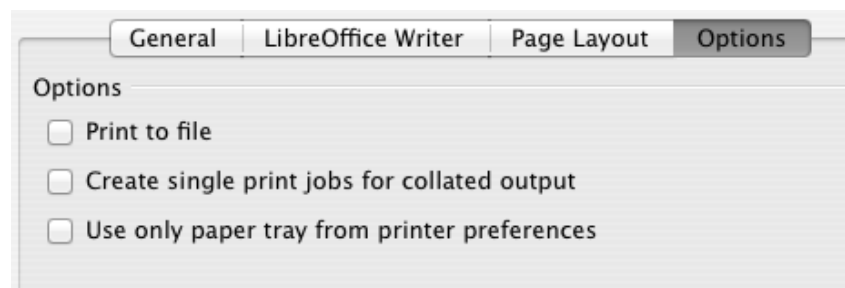 General LibreOffice Writer Page Layout Options
Options
Print to file
Create single print jobs for collated output
Use only paper tray from printer preferences